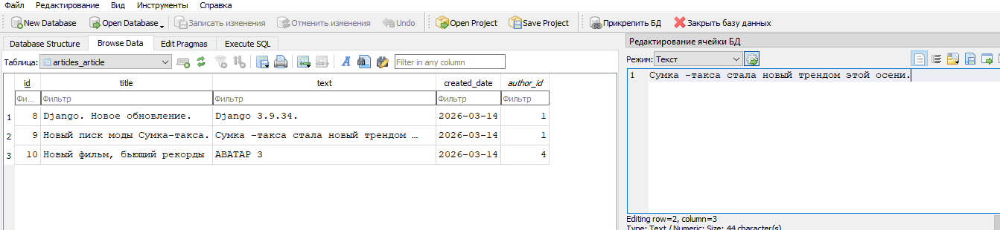 Файл Редактирование Вид Инструменты Справка
New Database Open Database Записать изменения Отменить изменения Undo Open Project Save Project Прикрепить БД Закрыть базу данных
Database Structure Browse Data Edit Pragmas Execute SQL
Таблица: articles_article Filter in any column
id title text created_date author_id
Фи... Фильтр Фильтр Фильтр Фильтр
1 8 Django. Новое обновление. Django 3.9.34. 2026-03-14 1
2 9 Новый писк моды Сумка-такса. Сумка –такса стала новый трендом … 2026-03-14 1
3 10 Новый фильм, бьющий рекорды АВАТАР 3 2026-03-14 4
Редактирование ячейки БД
Режим: Текст
1 Сумка –такса стала новый трендом этой осени.
Editing row=2, column=3
Type: Text / Numeric; Size: 44 character(s)